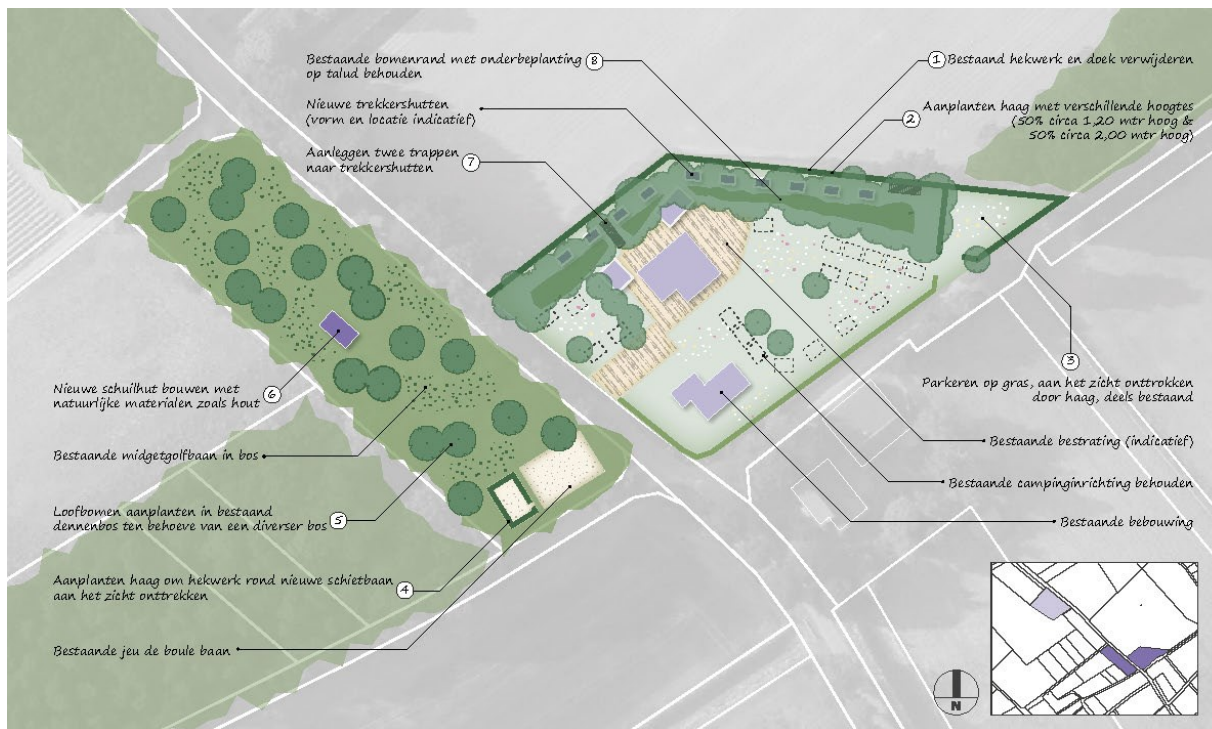 Bestaande bomenrand met onderbeplanting 8
op talud behouden
Nieuwe trekkershutten
(vorm en locatie indicatief)
Aanleggen twee trappen
naar trekkershutten 7
1 Bestaand hekwerk en doek verwijderen
2 Aanplanten haag met verschillende hoogtes
(50% circa 1,20 mtr hoog &
50% circa 2,00 mtr hoog)
3
Parkeren op gras, aan het zicht onttrokken
door haag, deels bestaand
Bestaande bestrating (indicatief)
Bestaande campinginrichting behouden
Bestaande bebouwing
Nieuwe schuilhut bouwen met
natuurlijke materialen zoals hout 6
Bestaande midgetgolfbaan in bos
Loofbomen aanplanten in bestaand
dennenbos ten behoeve van een diverser bos 5
Aanplanten haag om hekwerk rond nieuwe schietbaan
aan het zicht onttrekken 4
Bestaande jeu de boule baan
N